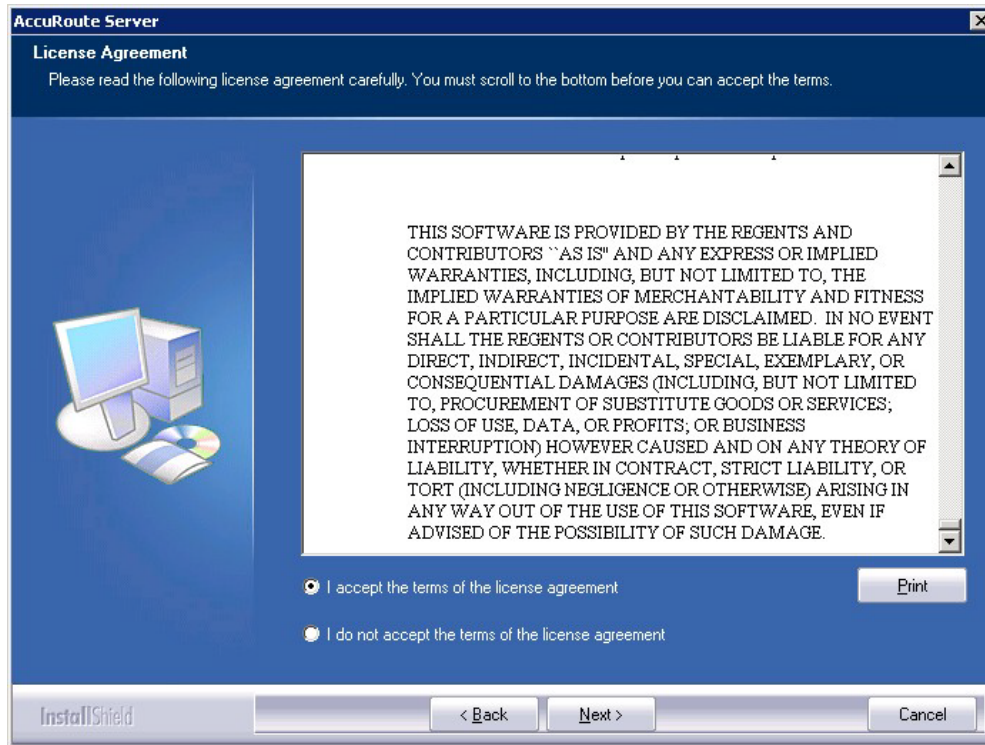 AccuRoute Server
License Agreement
Please read the following license agreement carefully. You must scroll to the bottom before you can accept the terms.
THIS SOFTWARE IS PROVIDED BY THE REGENTS AND
CONTRIBUTORS ``AS IS'' AND ANY EXPRESS OR IMPLIED
WARRANTIES, INCLUDING, BUT NOT LIMITED TO, THE
IMPLIED WARRANTIES OF MERCHANTABILITY AND FITNESS
FOR A PARTICULAR PURPOSE ARE DISCLAIMED. IN NO EVENT
SHALL THE REGENTS OR CONTRIBUTORS BE LIABLE FOR ANY
DIRECT, INDIRECT, INCIDENTAL, SPECIAL, EXEMPLARY, OR
CONSEQUENTIAL DAMAGES (INCLUDING, BUT NOT LIMITED
TO, PROCUREMENT OF SUBSTITUTE GOODS OR SERVICES;
LOSS OF USE, DATA, OR PROFITS; OR BUSINESS
INTERRUPTION) HOWEVER CAUSED AND ON ANY THEORY OF
LIABILITY, WHETHER IN CONTRACT, STRICT LIABILITY, OR
TORT (INCLUDING NEGLIGENCE OR OTHERWISE) ARISING IN
ANY WAY OUT OF THE USE OF THIS SOFTWARE, EVEN IF
ADVISED OF THE POSSIBILITY OF SUCH DAMAGE.
I accept the terms of the license agreement
Print
I do not accept the terms of the license agreement
InstallShield
< Back
Next >
Cancel